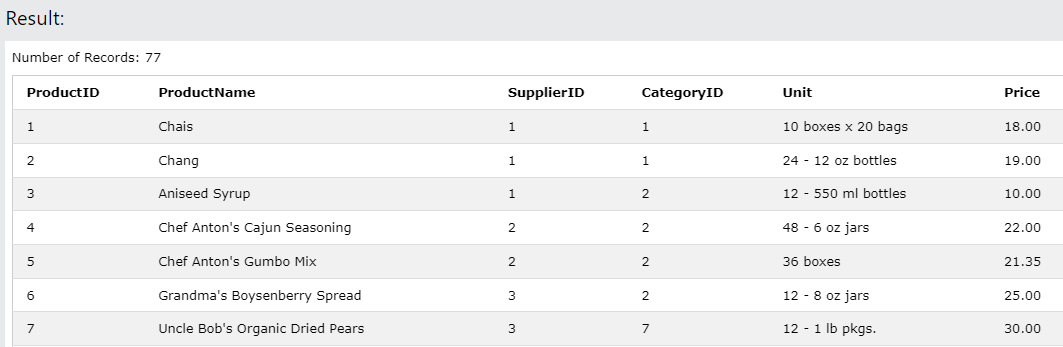 Result:
Number of Records: 77
ProductID ProductName SupplierID CategoryID Unit Price
1 Chais 1 1 10 boxes x 20 bags 18.00
2 Chang 1 1 24 - 12 oz bottles 19.00
3 Aniseed Syrup 1 2 12 - 550 ml bottles 10.00
4 Chef Anton's Cajun Seasoning 2 2 48 - 6 oz jars 22.00
5 Chef Anton's Gumbo Mix 2 2 36 boxes 21.35
6 Grandma's Boysenberry Spread 3 2 12 - 8 oz jars 25.00
7 Uncle Bob's Organic Dried Pears 3 7 12 - 1 lb pkgs. 30.00